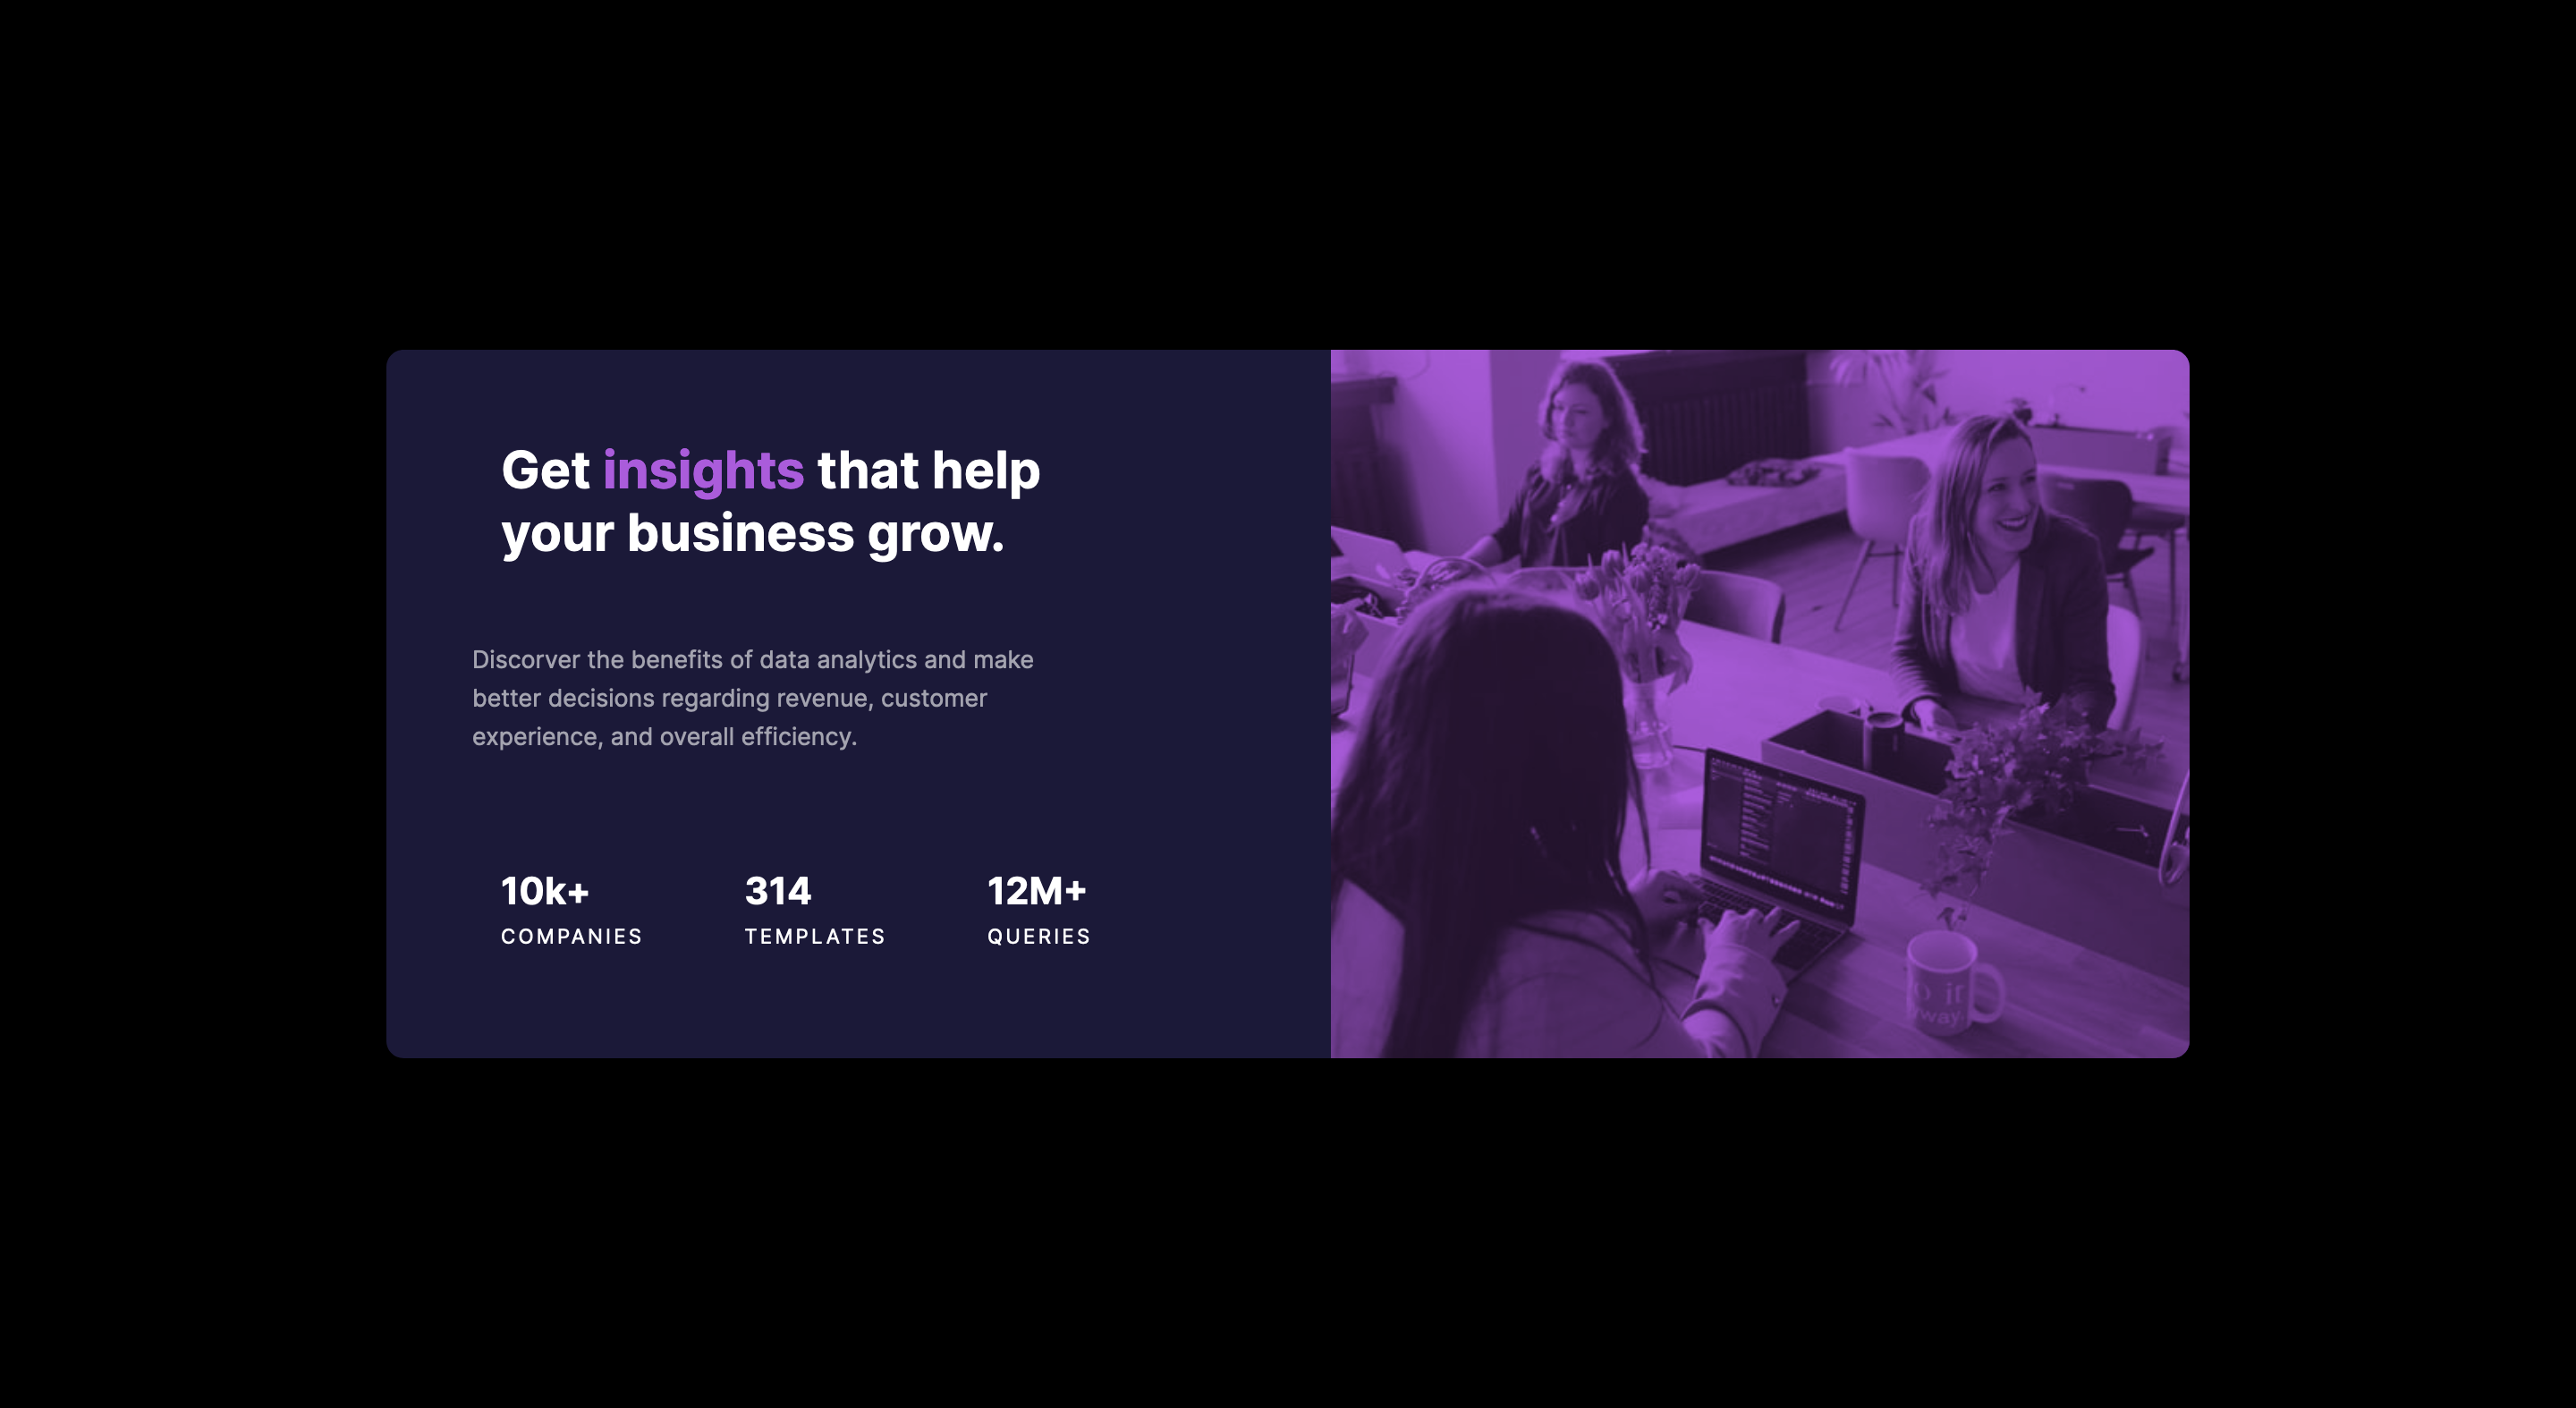 Get insights that help
your business grow.
Discorver the benefits of data analytics and make
better decisions regarding revenue, customer
experience, and overall efficiency.
10k+ 314 12M+
COMPANIES TEMPLATES QUERIES